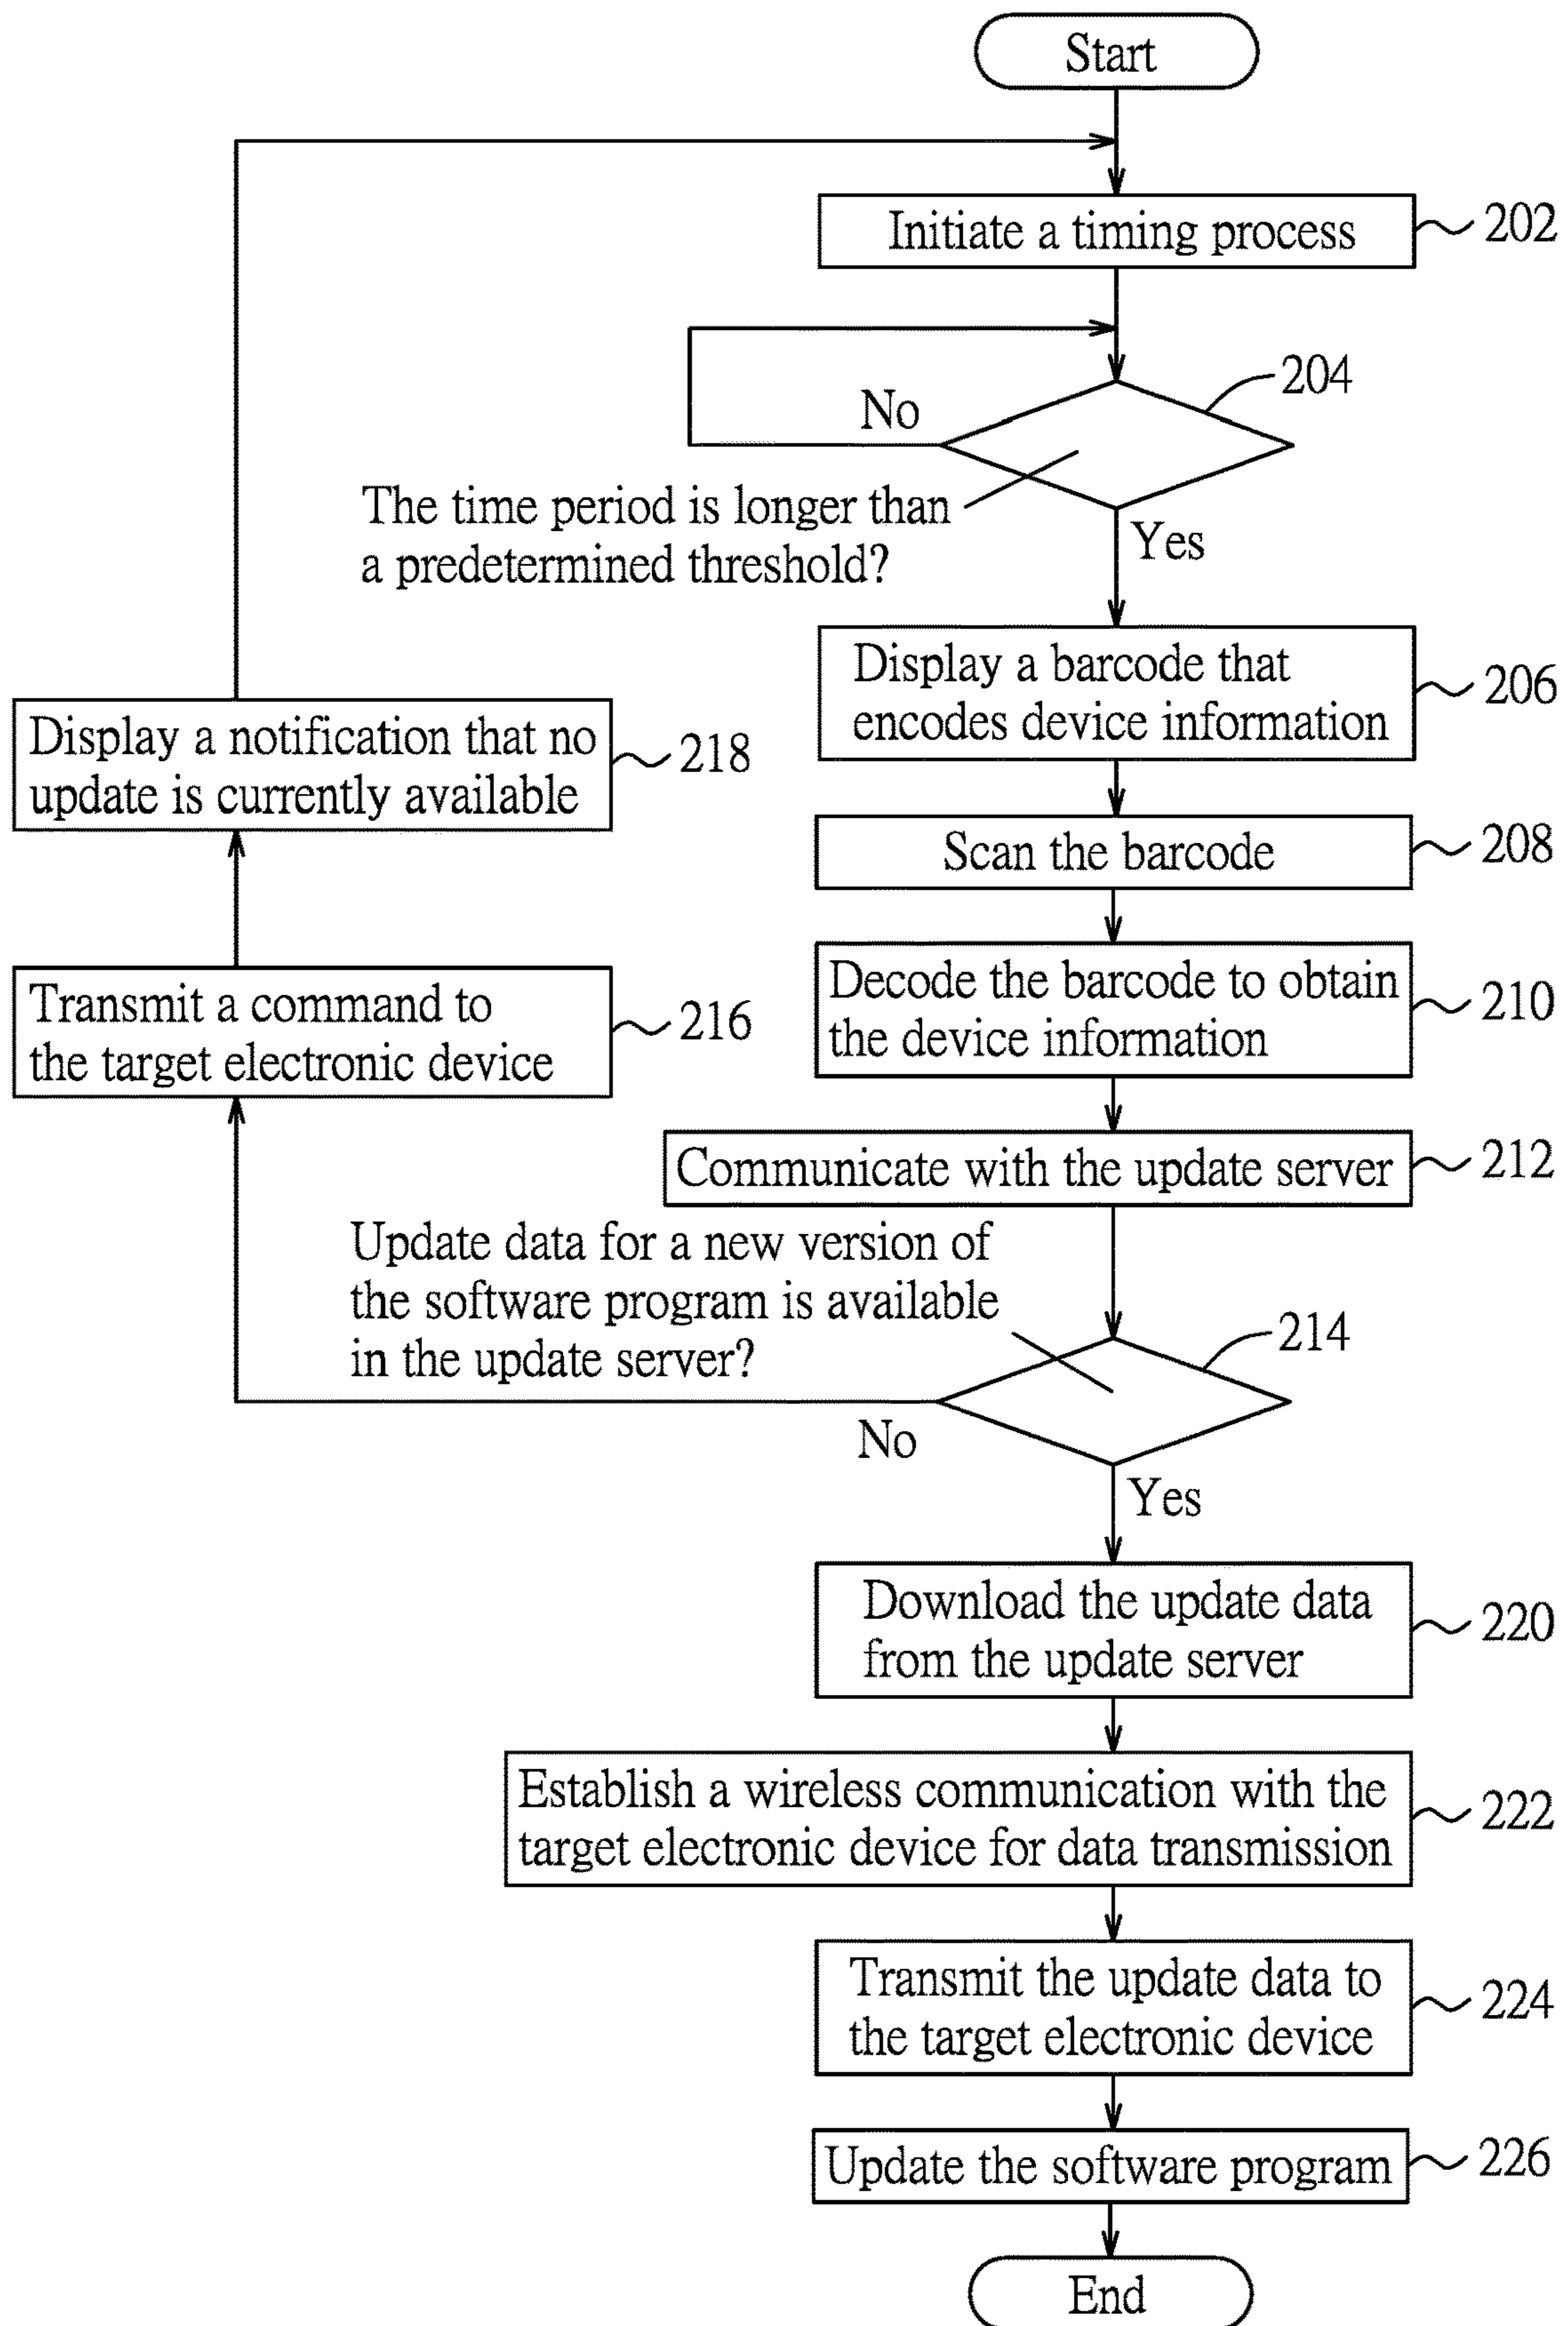 Start
Initiate a timing process
202
204
No
The time period is longer than
a predetermined threshold?
Yes
Display a barcode that
encodes device information
206
Display a notification that no
update is currently available
218
Scan the barcode
208
Decode the barcode to obtain
the device information
210
Transmit a command to
the target electronic device
216
Communicate with the update server
212
Update data for a new version of
the software program is available
in the update server?
214
No
Yes
Download the update data
from the update server
220
Establish a wireless communication with the
target electronic device for data transmission
222
Transmit the update data to
the target electronic device
224
Update the software program
226
End